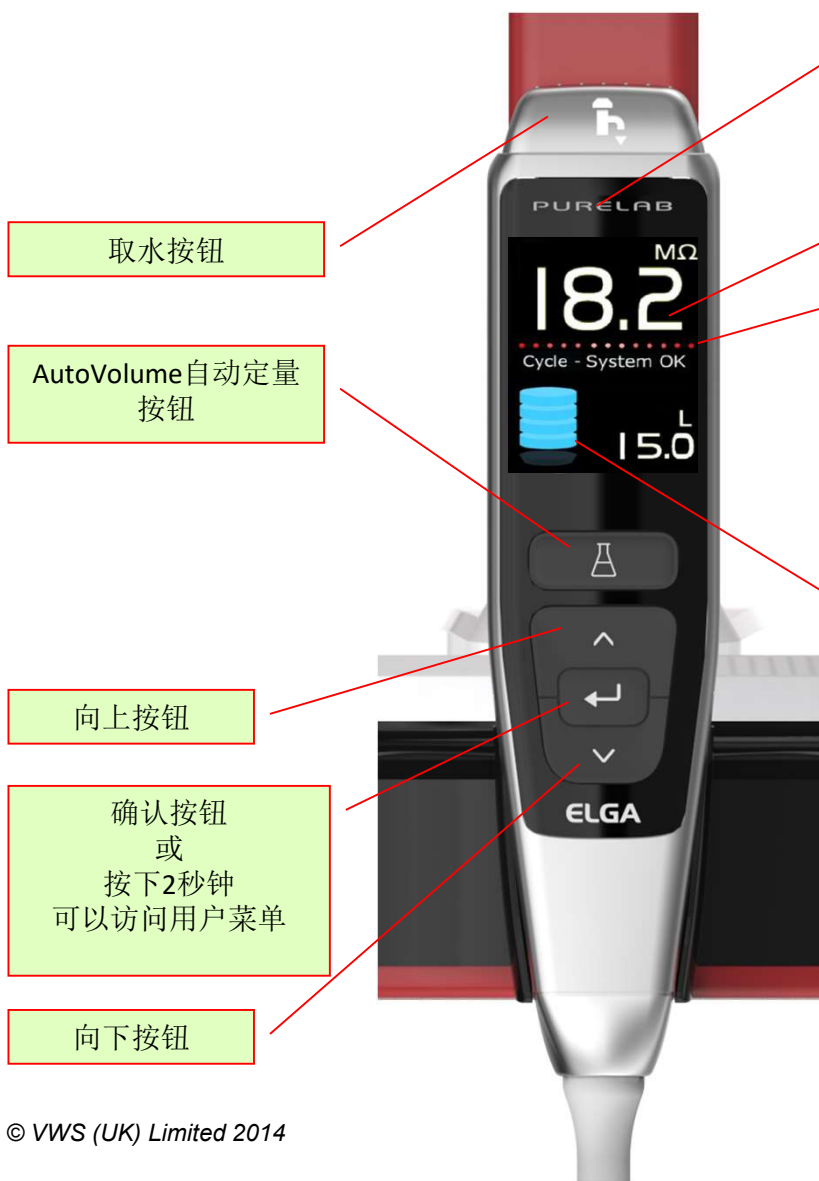 PURELAB
MΩ
18.2
Cycle - System OK
L
15.0
取水按钮
AutoVolume自动定量
按钮
向上按钮
确认按钮
或
按下2秒钟
可以访问用户菜单
向下按钮
ELGA
© VWS (UK) Limited 2014